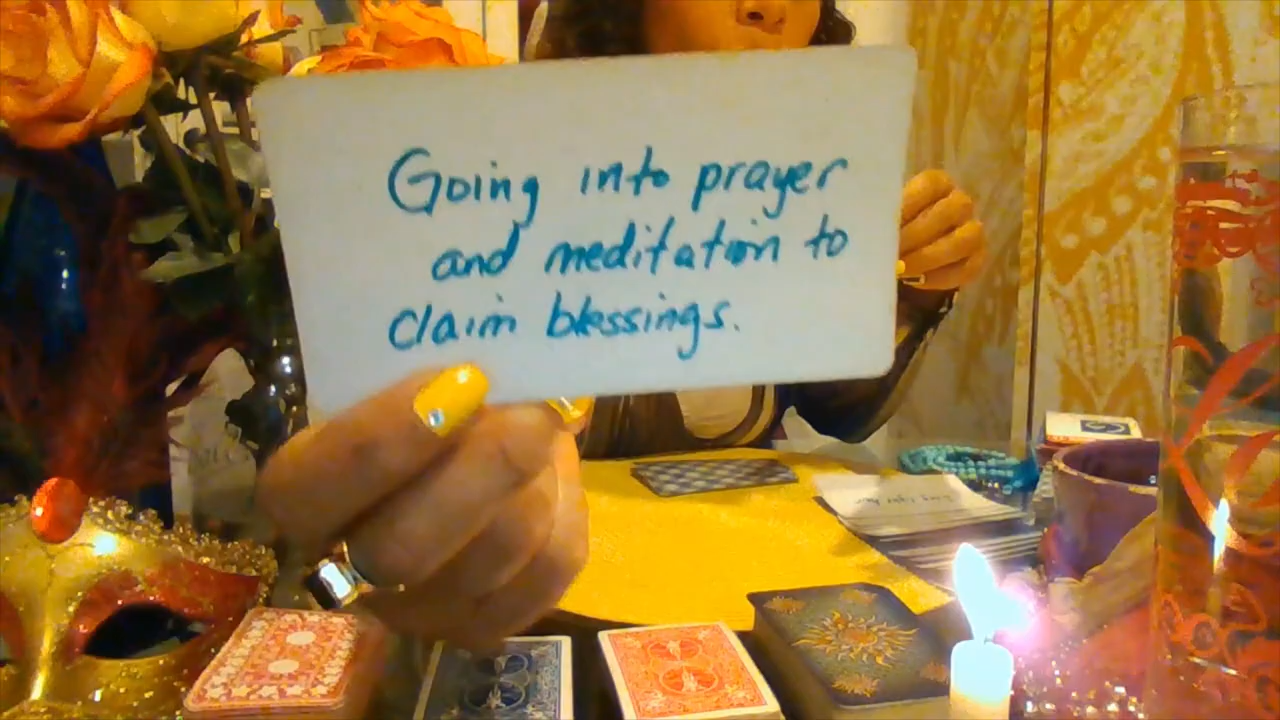 Going into prayer
and meditation to
claim blessings.